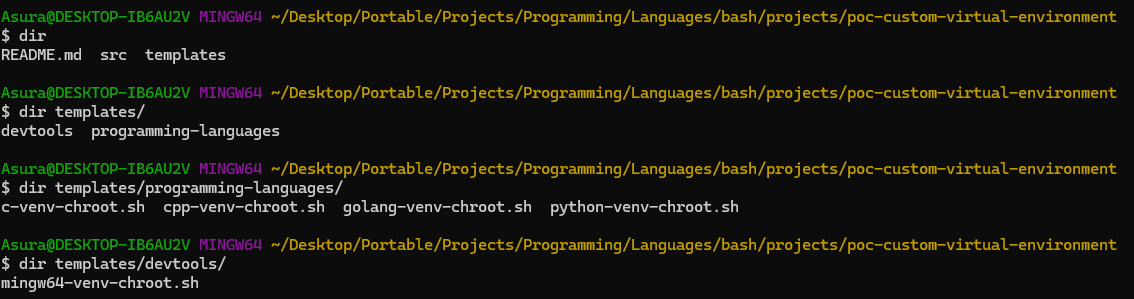 Asura@DESKTOP-IB6AU2V MINGW64 ~/Desktop/Portable/Projects/Programming/Languages/bash/projects/poc-custom-virtual-environment
$ dir
README.md  src  templates
Asura@DESKTOP-IB6AU2V MINGW64 ~/Desktop/Portable/Projects/Programming/Languages/bash/projects/poc-custom-virtual-environment
$ dir templates/
devtools  programming-languages
Asura@DESKTOP-IB6AU2V MINGW64 ~/Desktop/Portable/Projects/Programming/Languages/bash/projects/poc-custom-virtual-environment
$ dir templates/programming-languages/
c-venv-chroot.sh  cpp-venv-chroot.sh  golang-venv-chroot.sh  python-venv-chroot.sh
Asura@DESKTOP-IB6AU2V MINGW64 ~/Desktop/Portable/Projects/Programming/Languages/bash/projects/poc-custom-virtual-environment
$ dir templates/devtools/
mingw64-venv-chroot.sh